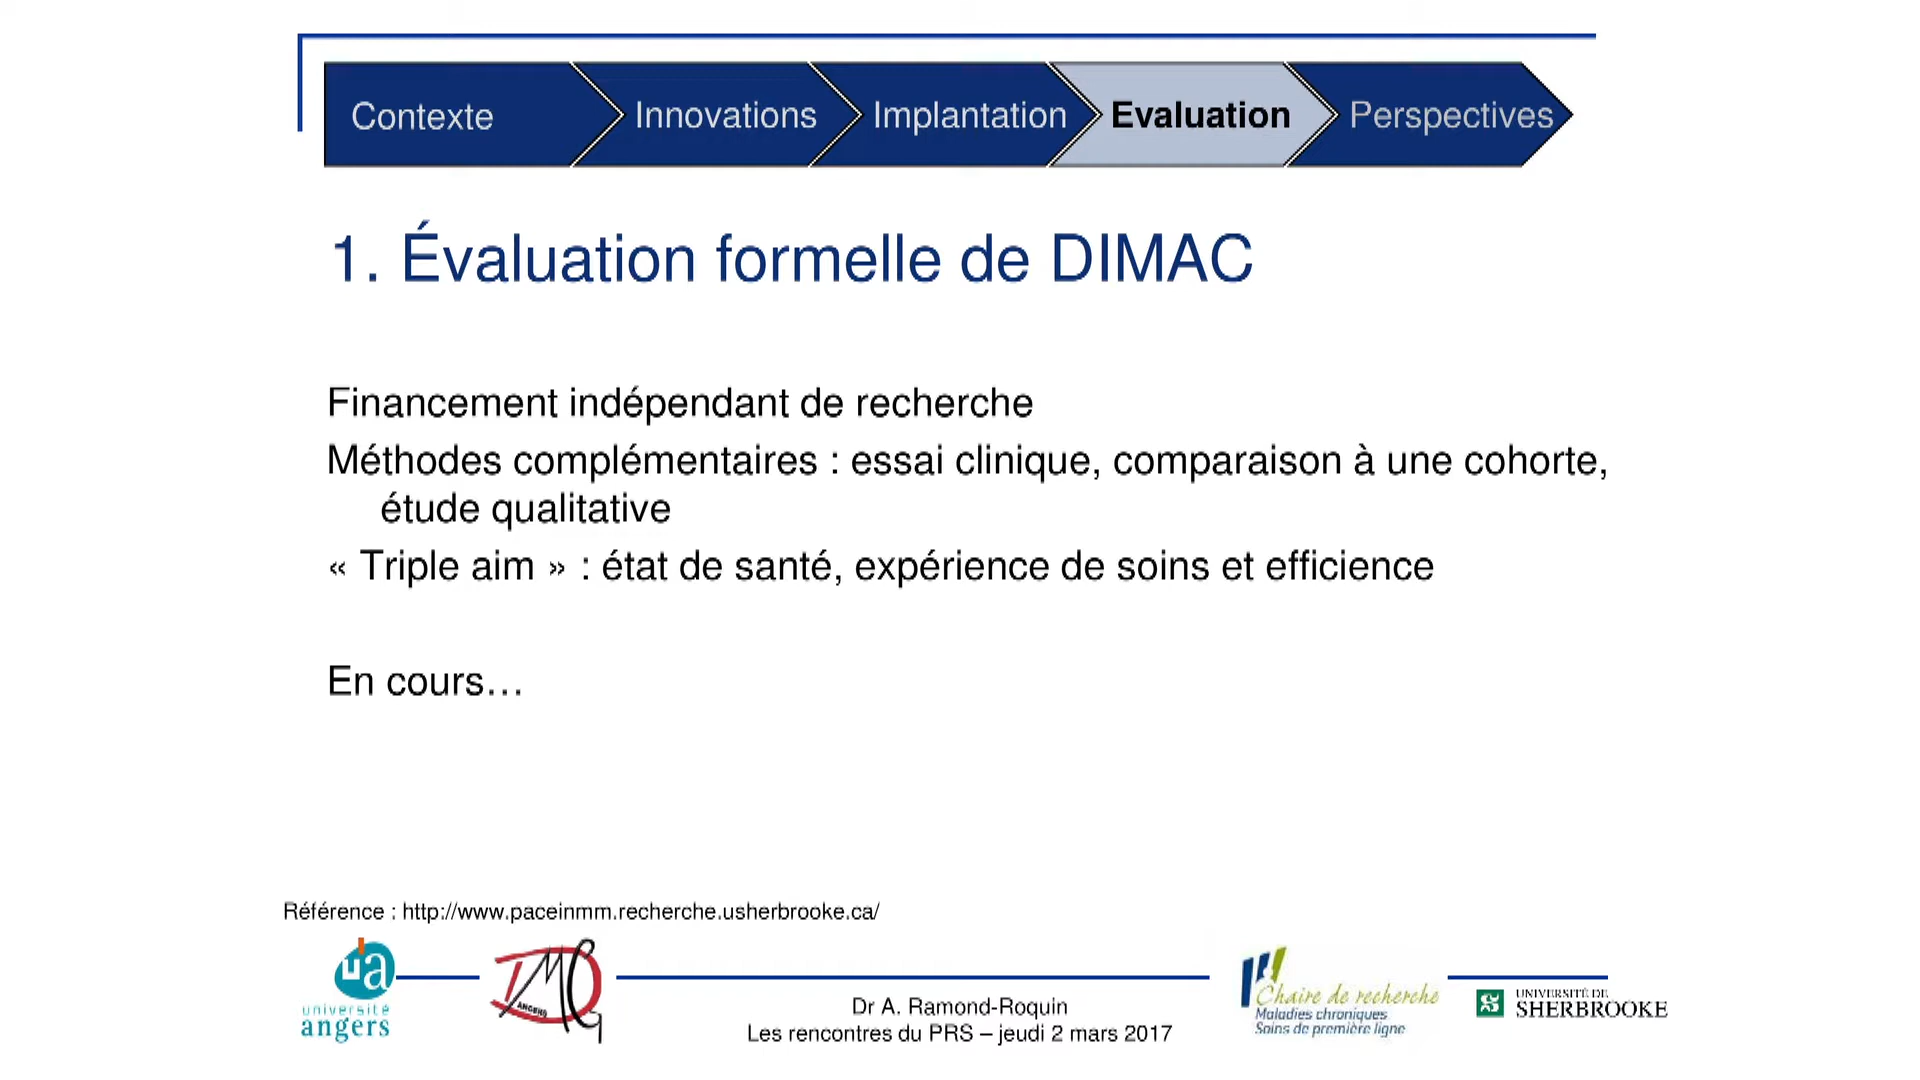 Contexte
Innovations
Implantation
Evaluation
Perspectives
1. Évaluation formelle de DIMAC
Financement indépendant de recherche
Méthodes complémentaires : essai clinique, comparaison à une cohorte,
étude qualitative
« Triple aim » : état de santé, expérience de soins et efficience
En cours…
Référence : http://www.paceinmm.recherche.usherbrooke.ca/
ua
université
angers
DMG
ANGERS
Dr A. Ramond-Roquin
Les rencontres du PRS – jeudi 2 mars 2017
Chaire de recherche
Maladies chroniques
Soins de première ligne
UNIVERSITÉ DE
SHERBROOKE